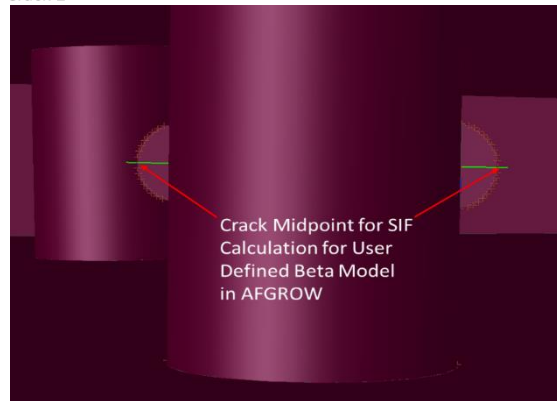 Crack Midpoint for SIF
Calculation for User
Defined Beta Model
in AFGROW